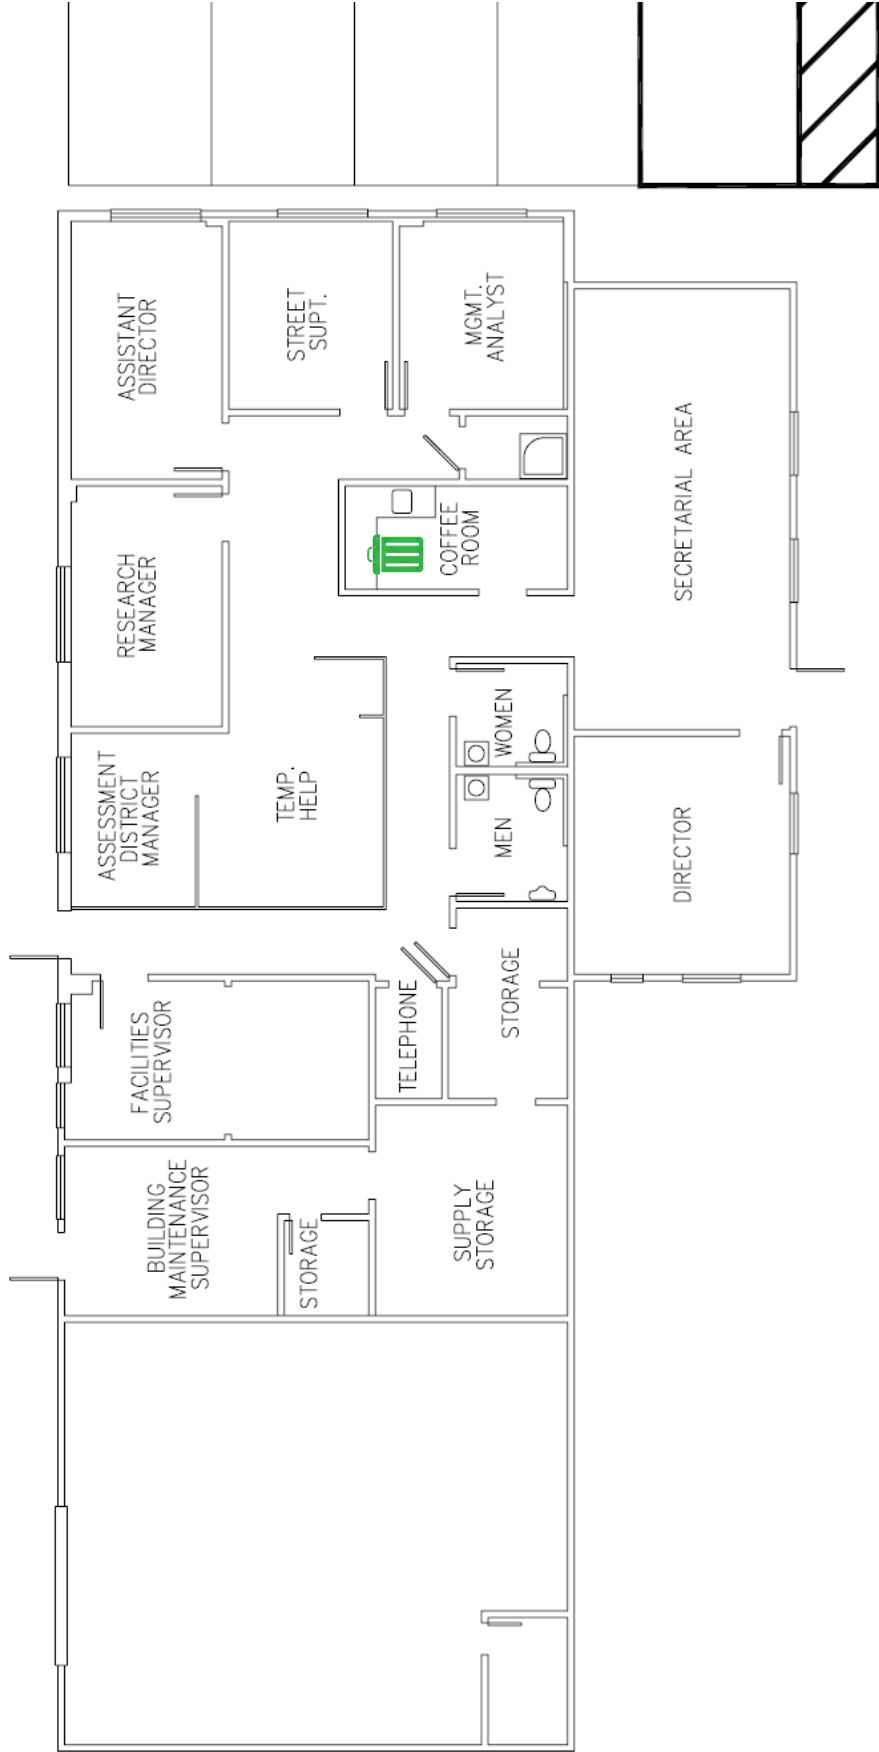 ASSISTANT
DIRECTOR
STREET
SUPT.
MGMT.
ANALYST
SECRETARIAL AREA
RESEARCH
MANAGER
COFFEE
ROOM
ASSESSMENT
DISTRICT
MANAGER
TEMP.
HELP
WOMEN
MEN
DIRECTOR
FACILITIES
SUPERVISOR
TELEPHONE
STORAGE
BUILDING
MAINTENANCE
SUPERVISOR
STORAGE
SUPPLY
STORAGE